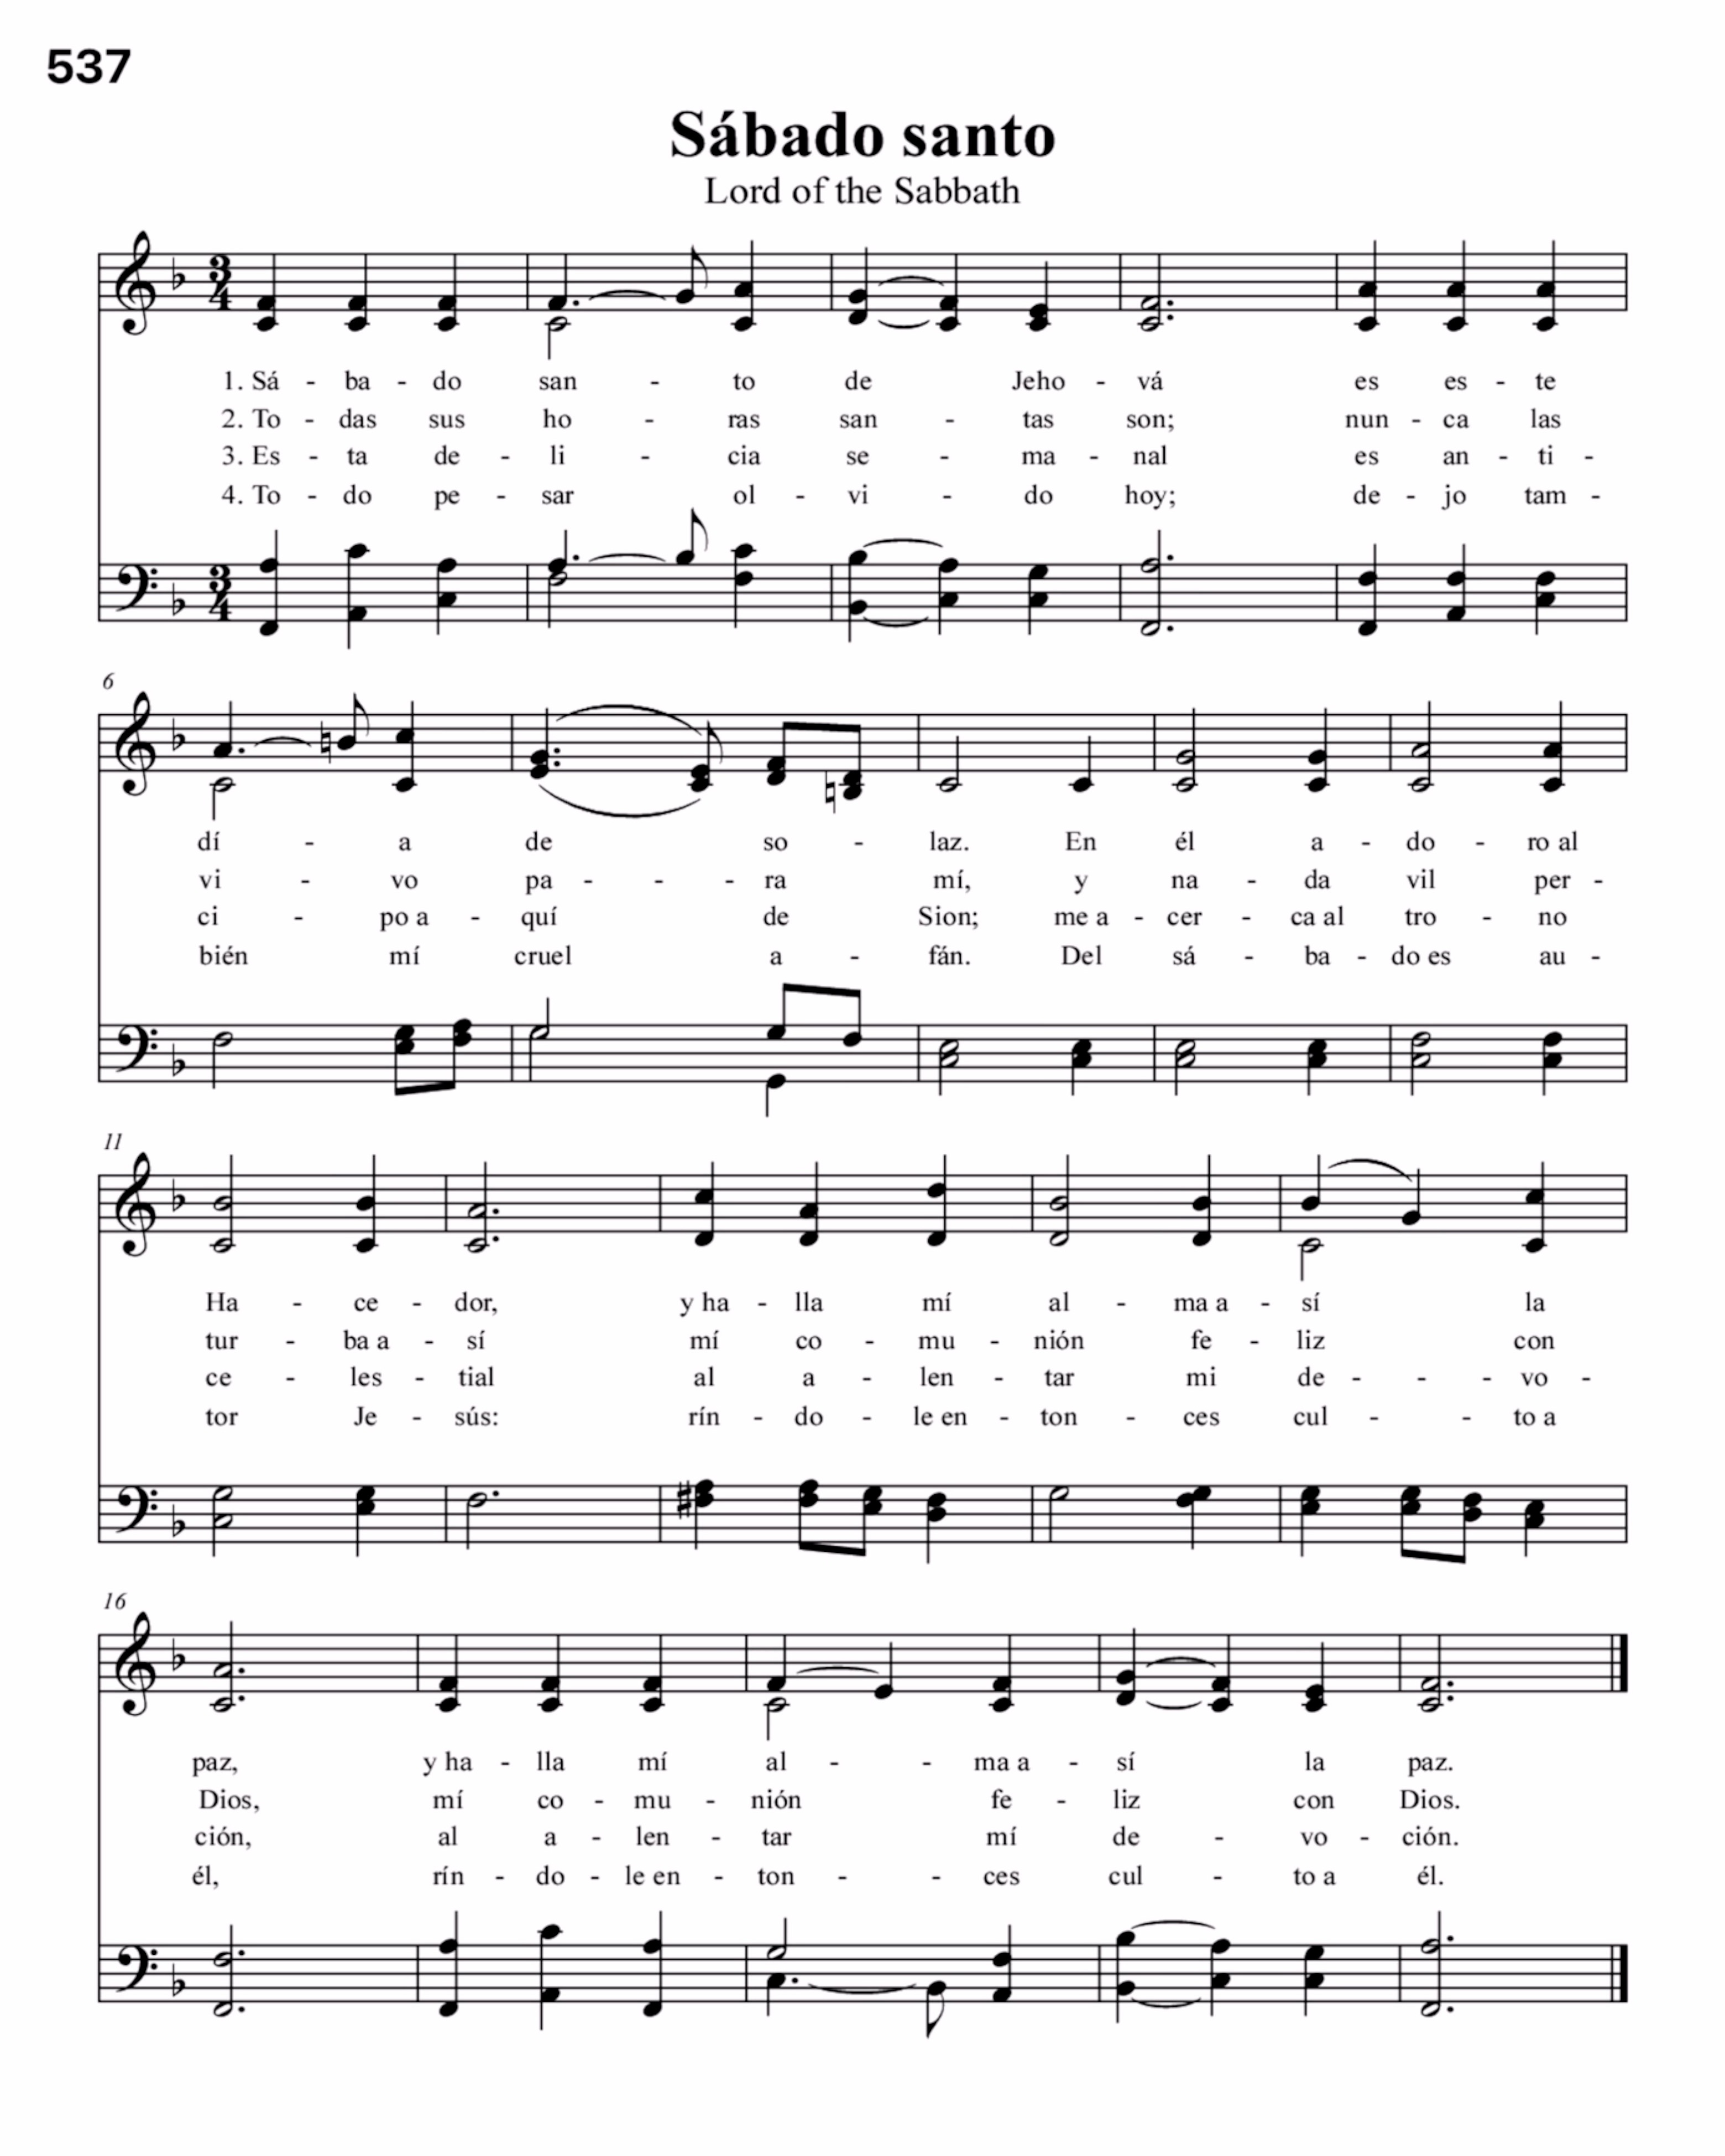 537
Sábado santo
Lord of the Sabbath
3 4
1. Sá - ba - do san - to de Jeho - vá es es - te
2. To - das sus ho - ras san - tas son; nun - ca las
3. Es - ta de - li - cia se - ma - nal es an - ti -
4. To - do pe - sar ol - vi - do hoy; de - jo tam -
3 4
6
dí - a de so - laz. En él a - do - ro al
vi - vo pa - - - ra mí, y na - da vil per -
ci - po a - quí de Sion; me a - cer - ca al tro - no
bién mí cruel a - fán. Del sá - ba - do es au -
11
Ha - ce - dor, y ha - lla mí al - ma a - sí la
tur - ba a - sí mí co - mu - nión fe - liz con
ce - les - tial al a - len - tar mi de - - - vo -
tor Je - sús: rín - do - le en - ton - ces cul - - to a
16
paz, y ha - lla mí al - - ma a - sí la paz.
Dios, mí co - mu - nión fe - liz con Dios.
ción, al a - len - tar mí de - vo - ción.
él, rín - do - le en - ton - - ces cul - to a él.